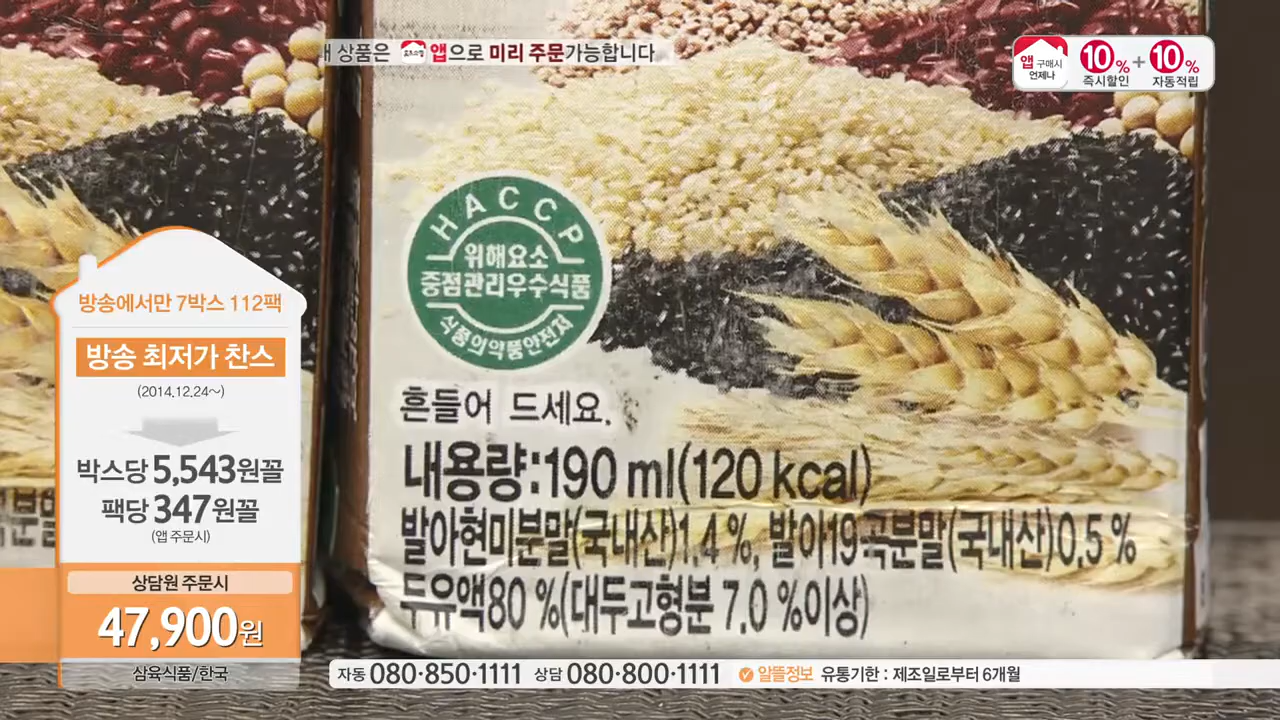 상품은 앱으로 미리 주문가능합니다
앱 구매시
언제나
10%
즉시할인
+
10%
자동적립
HACCP
위해요소
중점관리우수식품
식품의약품안전처
방송에서만 7박스 112팩
방송 최저가 찬스
(2014.12.24~)
박스당 5,543원꼴
팩당 347원꼴
(앱 주문시)
상담원 주문시
47,900원
삼육식품/한국
흔들어 드세요.
내용량:190 ml(120 kcal)
발아현미분말(국내산)1.4 %, 발아19곡분말(국내산)0.5 %
두유액80 %(대두고형분 7.0 %이상)
자동 080·850·1111 상담 080·800·1111 알뜰정보 유통기한 : 제조일로부터 6개월